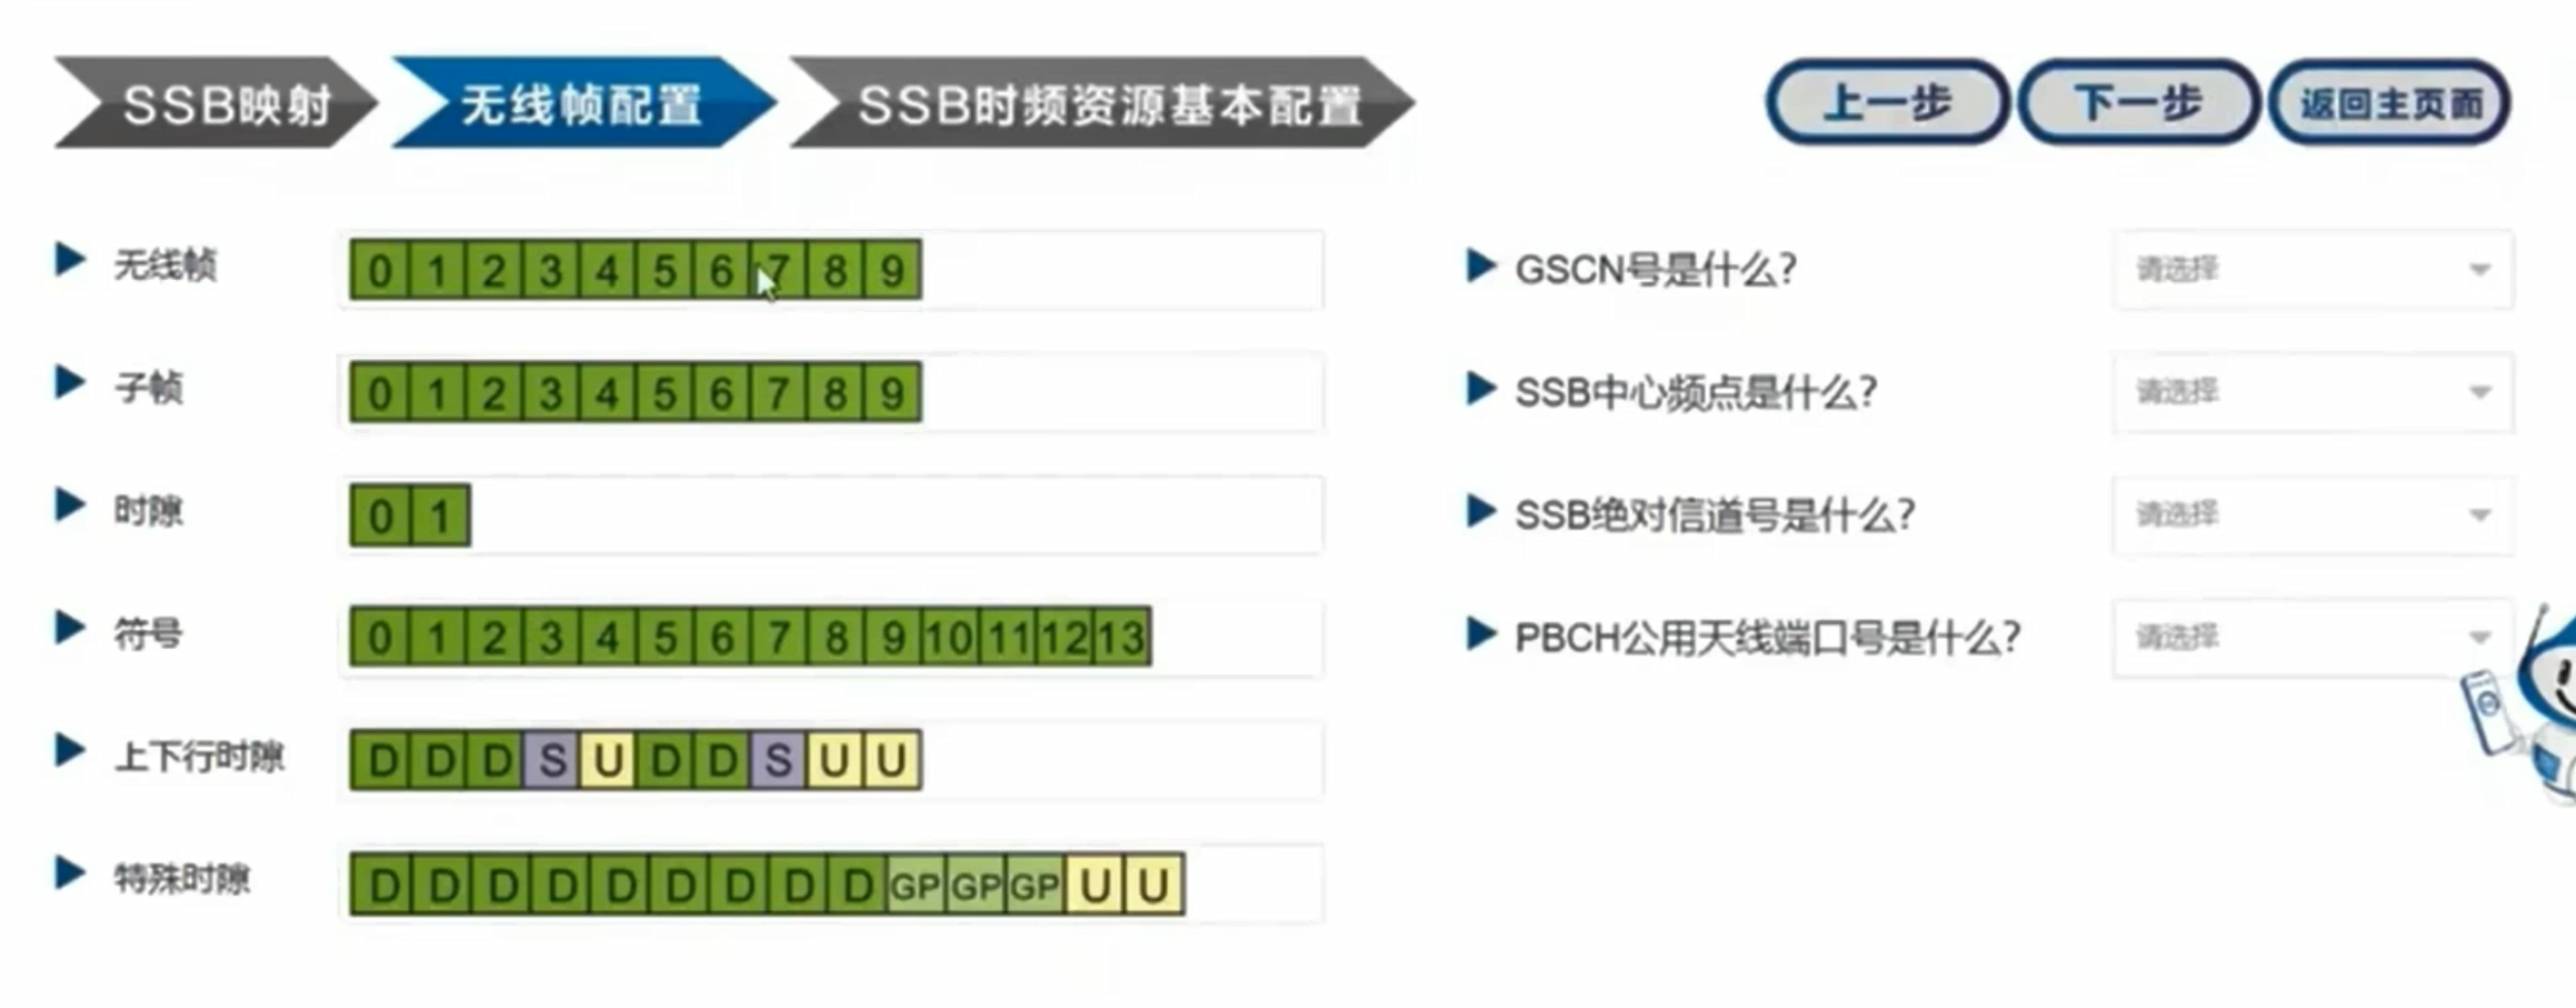 SSB映射 无线帧配置 SSB时频资源基本配置 上一步 下一步 返回主页面
无线帧 0 1 2 3 4 5 6 7 8 9
GSCN号是什么? 请选择
子帧 0 1 2 3 4 5 6 7 8 9
SSB中心频点是什么? 请选择
时隙 0 1
SSB绝对信道号是什么? 请选择
符号 0 1 2 3 4 5 6 7 8 9 10 11 12 13
PBCH公用天线端口号是什么? 请选择
上下行时隙 D D D S U D D S U U
特殊时隙 D D D D D D D D D GP GP GP U U